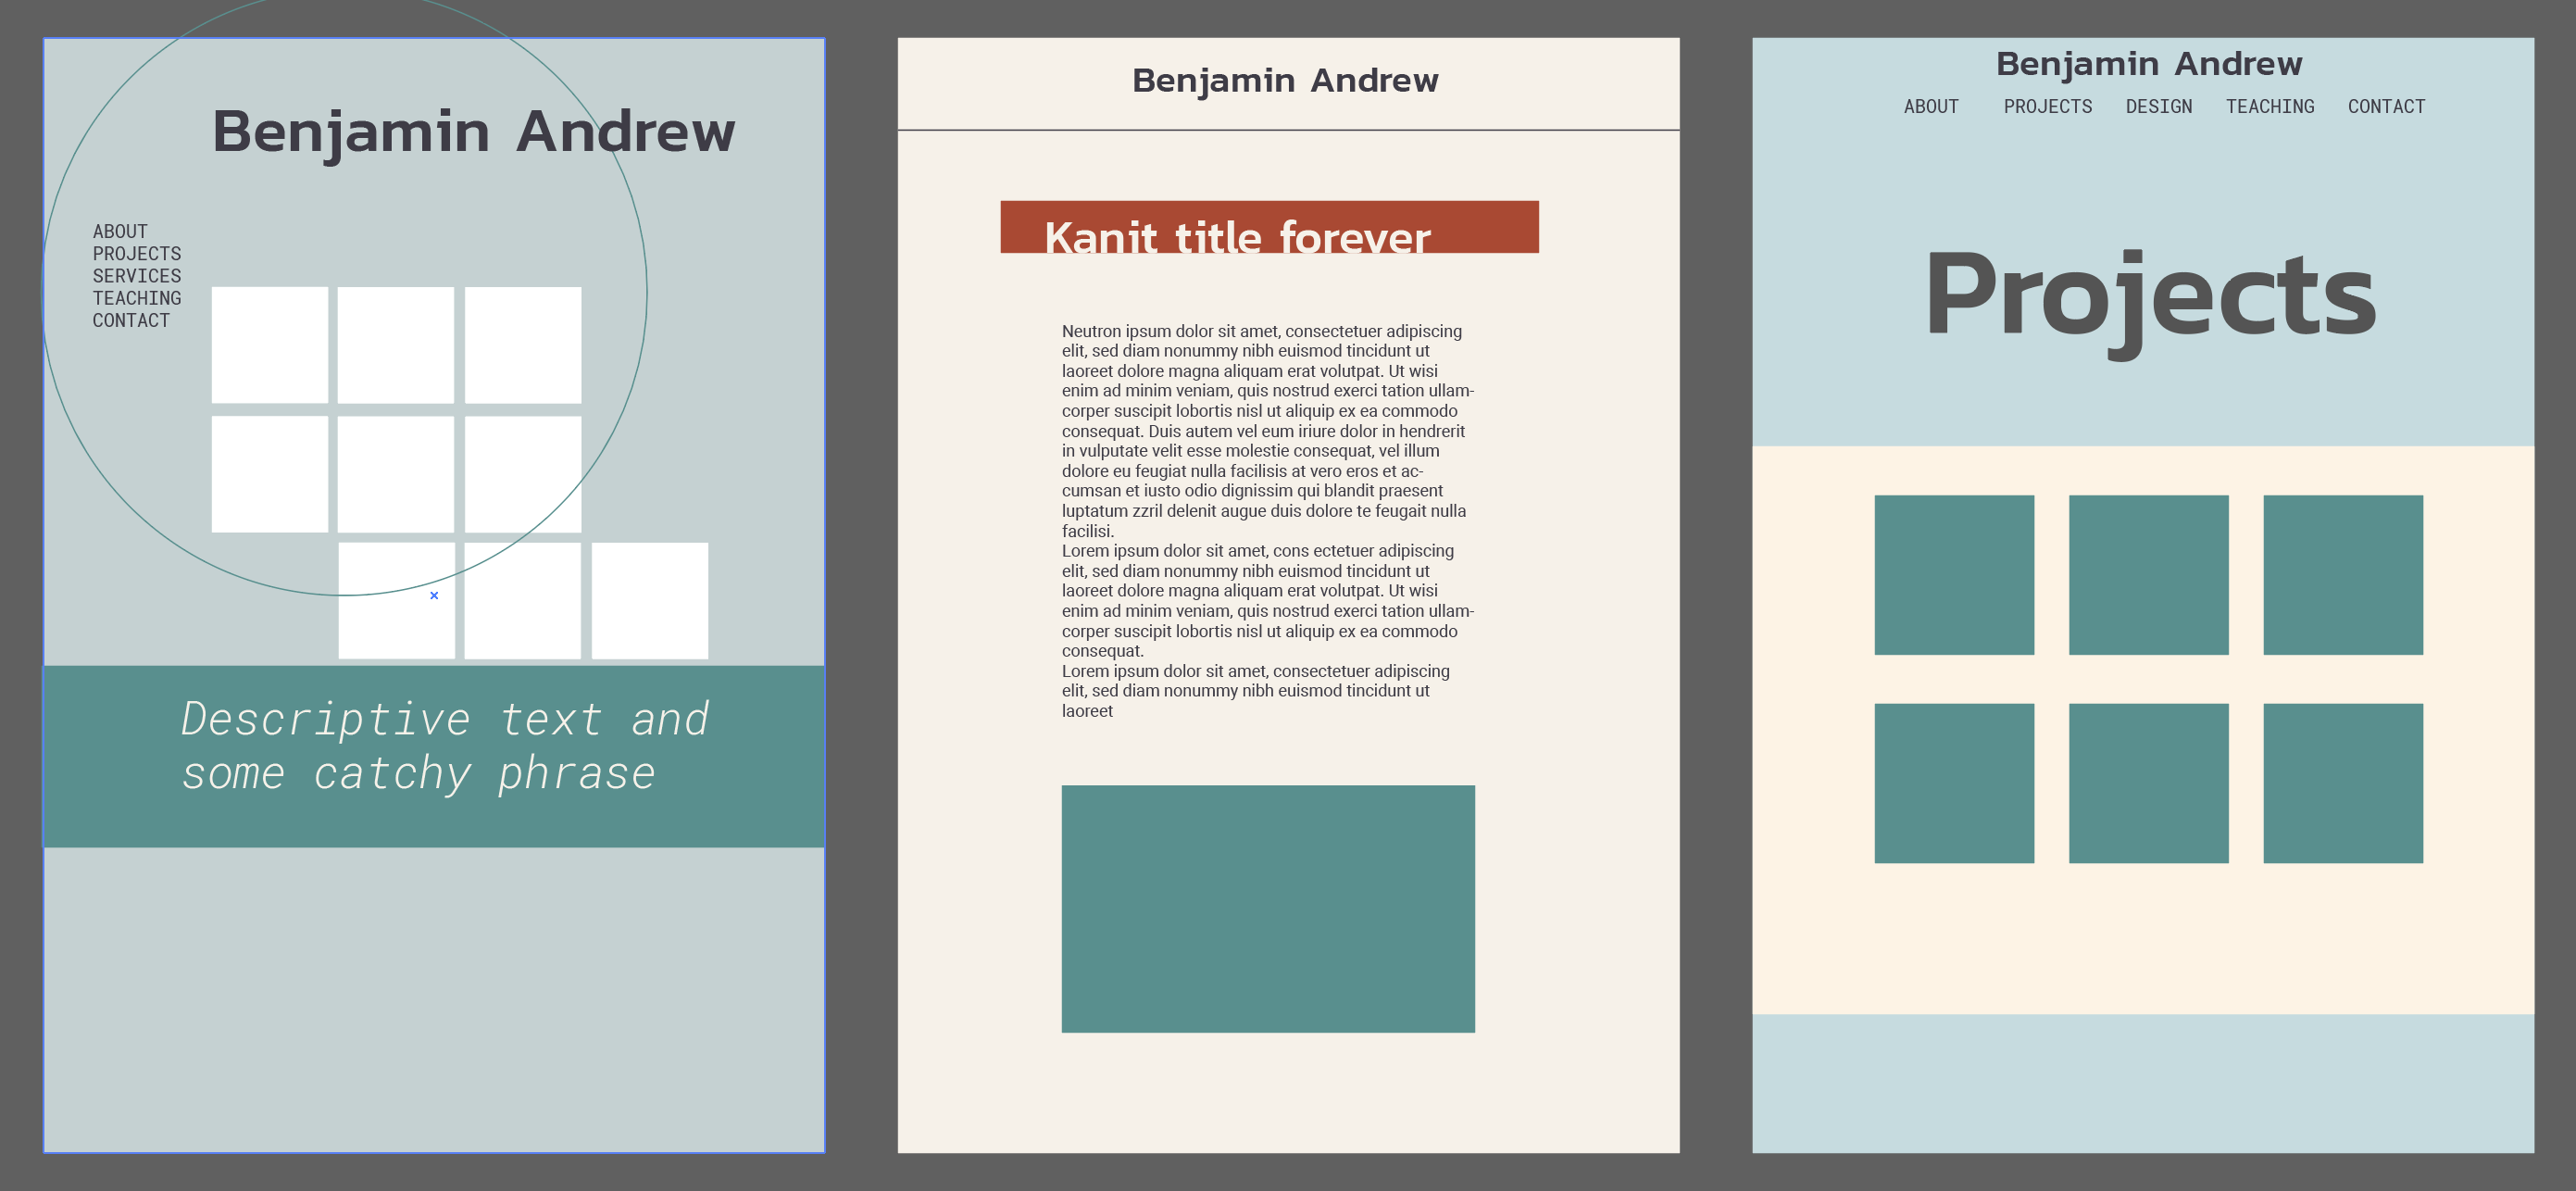 Benjamin Andrew
ABOUT
PROJECTS
SERVICES
TEACHING
CONTACT
Descriptive text and
some catchy phrase
Benjamin Andrew
Kanit title forever
Neutron ipsum dolor sit amet, consectetuer adipiscing
elit, sed diam nonummy nibh euismod tincidunt ut
laoreet dolore magna aliquam erat volutpat. Ut wisi
enim ad minim veniam, quis nostrud exerci tation ullam-
corper suscipit lobortis nisl ut aliquip ex ea commodo
consequat. Duis autem vel eum iriure dolor in hendrerit
in vulputate velit esse molestie consequat, vel illum
dolore eu feugiat nulla facilisis at vero eros et ac-
cumsan et iusto odio dignissim qui blandit praesent
luptatum zzril delenit augue duis dolore te feugait nulla
facilisi.
Lorem ipsum dolor sit amet, cons ectetuer adipiscing
elit, sed diam nonummy nibh euismod tincidunt ut
laoreet dolore magna aliquam erat volutpat. Ut wisi
enim ad minim veniam, quis nostrud exerci tation ullam-
corper suscipit lobortis nisl ut aliquip ex ea commodo
consequat.
Lorem ipsum dolor sit amet, consectetuer adipiscing
elit, sed diam nonummy nibh euismod tincidunt ut
laoreet
Benjamin Andrew
ABOUT PROJECTS DESIGN TEACHING CONTACT
Projects